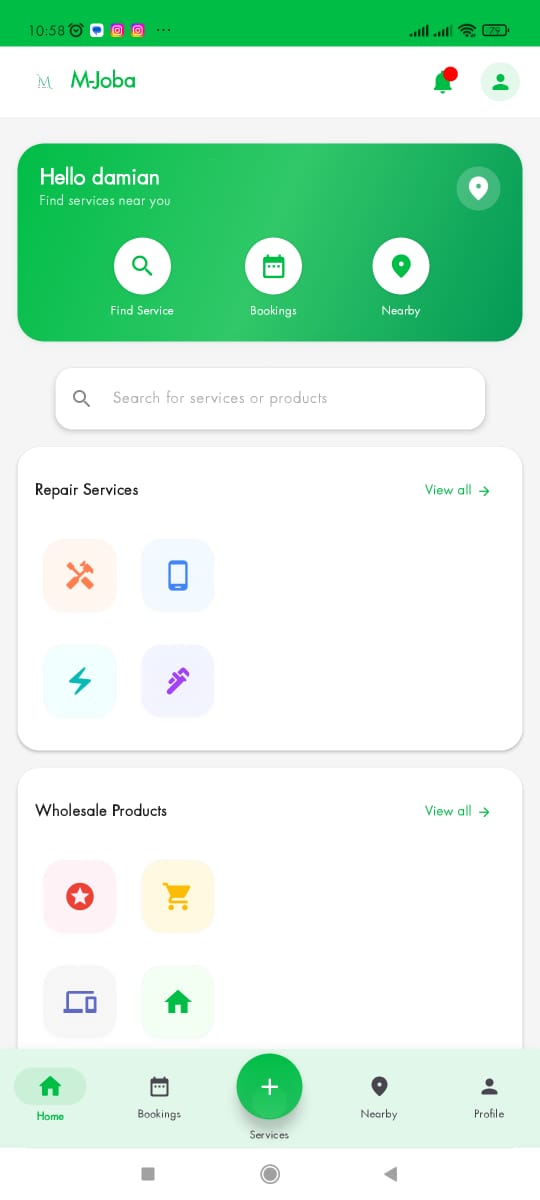 10:58
79
M M-Joba
Hello damian
Find services near you
Find Service
Bookings
Nearby
Search for services or products
Repair Services
View all
Wholesale Products
View all
Home
Bookings
Services
Nearby
Profile